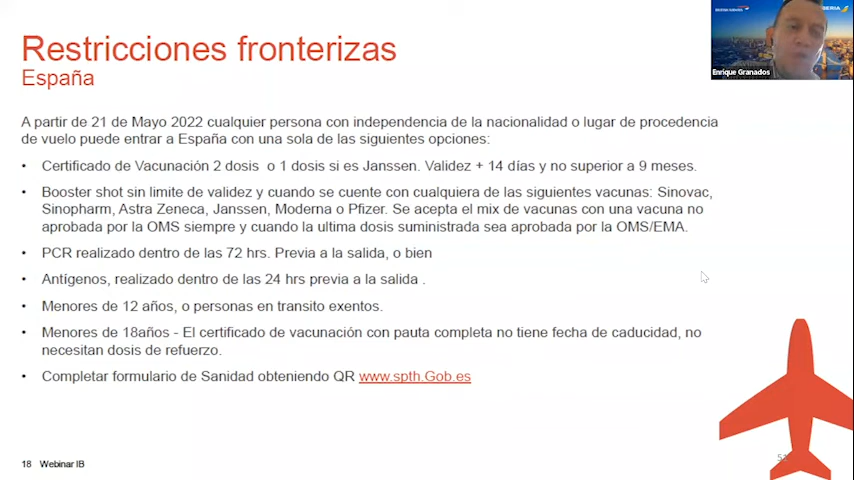 Restricciones fronterizas
España
Enrique Granados
A partir de 21 de Mayo 2022 cualquier persona con independencia de la nacionalidad o lugar de procedencia
de vuelo puede entrar a España con una sola de las siguientes opciones:
• Certificado de Vacunación 2 dosis o 1 dosis si es Janssen. Validez + 14 días y no superior a 9 meses.
• Booster shot sin limite de validez y cuando se cuente con cualquiera de las siguientes vacunas: Sinovac,
Sinopharm, Astra Zeneca, Janssen, Moderna o Pfizer. Se acepta el mix de vacunas con una vacuna no
aprobada por la OMS siempre y cuando la ultima dosis suministrada sea aprobada por la OMS/EMA.
• PCR realizado dentro de las 72 hrs. Previa a la salida, o bien
• Antígenos, realizado dentro de las 24 hrs previa a la salida .
• Menores de 12 años, o personas en transito exentos.
• Menores de 18años - El certificado de vacunación con pauta completa no tiene fecha de caducidad, no
necesitan dosis de refuerzo.
• Completar formulario de Sanidad obteniendo QR www.spth.Gob.es
18 Webinar IB